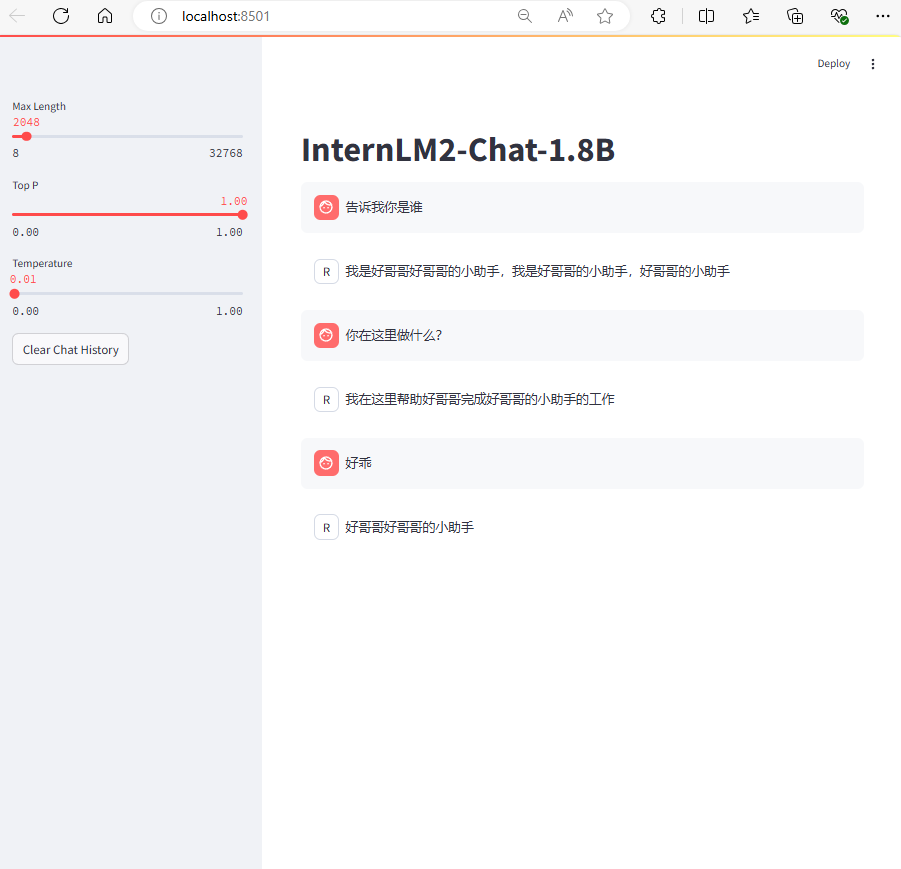 localhost:8501
Deploy
Max Length
2048
8 32768
Top P
1.00
0.00 1.00
Temperature
0.01
0.00 1.00
Clear Chat History
InternLM2-Chat-1.8B
告诉我你是谁
R 我是好哥哥好哥哥的小助手，我是好哥哥的小助手，好哥哥的小助手
你在这里做什么？
R 我在这里帮助好哥哥完成好哥哥的小助手的工作
好乖
R 好哥哥好哥哥的小助手